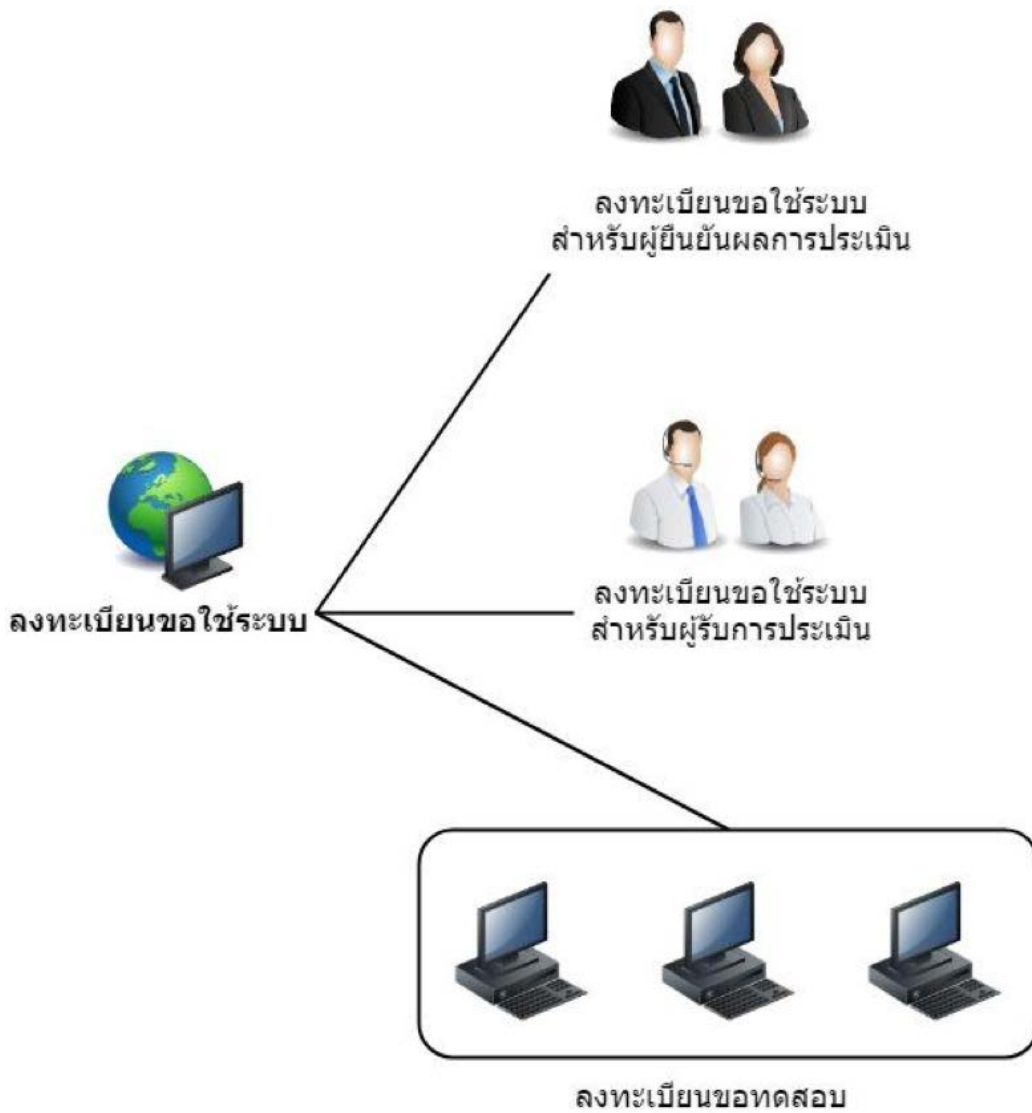 ลงทะเบียนขอใช้ระบบ
สำหรับผู้ยืนยันผลการประเมิน
ลงทะเบียนขอใช้ระบบ
ลงทะเบียนขอใช้ระบบ
สำหรับผู้รับการประเมิน
ลงทะเบียนขอทดสอบ